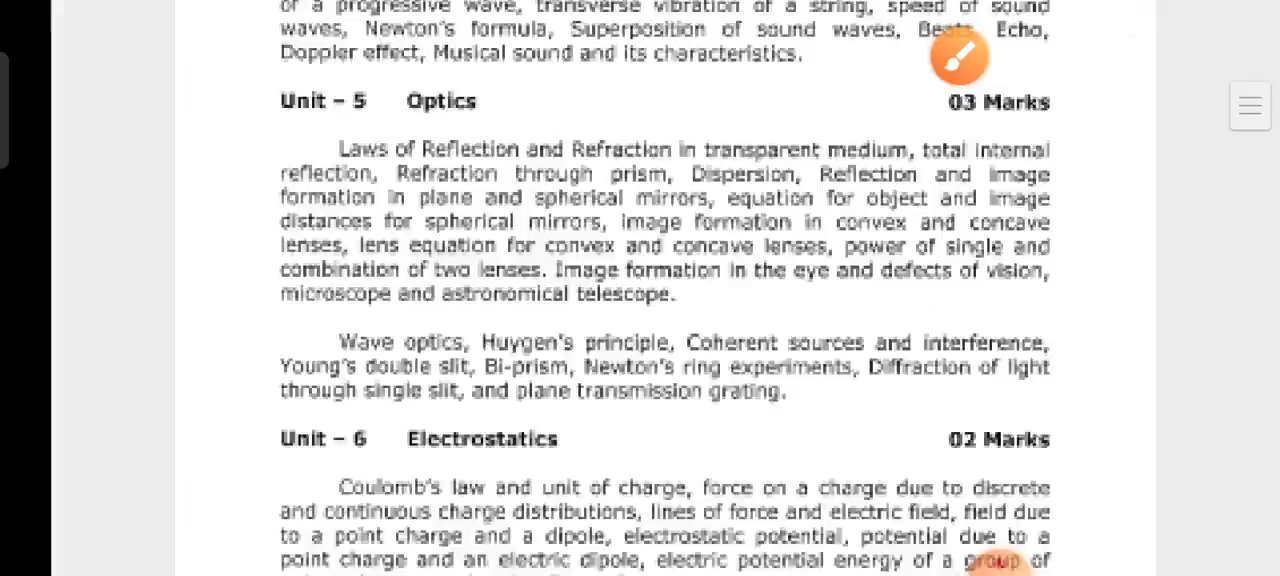 of a progressive wave, transverse vibration of a string, speed of sound
waves, Newton's formula, Superposition of sound waves, Beats Echo,
Doppler effect, Musical sound and its characteristics.
Unit – 5 Optics 03 Marks
Laws of Reflection and Refraction in transparent medium, total internal
reflection, Refraction through prism, Dispersion, Reflection and image
formation in plane and spherical mirrors, equation for object and image
distances for spherical mirrors, image formation in convex and concave
lenses, lens equation for convex and concave lenses, power of single and
combination of two lenses. Image formation in the eye and defects of vision,
microscope and astronomical telescope.
Wave optics, Huygen's principle, Coherent sources and interference,
Young's double slit, Bi-prism, Newton's ring experiments, Diffraction of light
through single slit, and plane transmission grating.
Unit – 6 Electrostatics 02 Marks
Coulomb's law and unit of charge, force on a charge due to discrete
and continuous charge distributions, lines of force and electric field, field due
to a point charge and a dipole, electrostatic potential, potential due to a
point charge and an electric dipole, electric potential energy of a group of